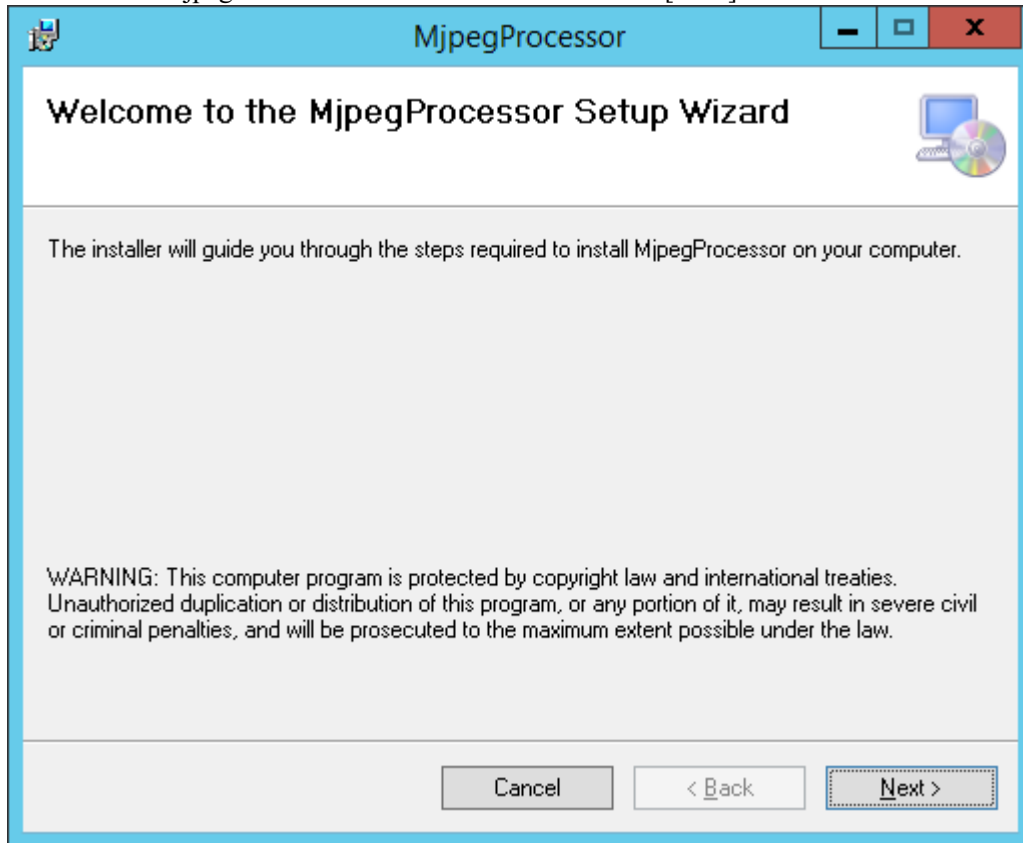 MjpegProcessor
Welcome to the MjpegProcessor Setup Wizard
The installer will guide you through the steps required to install MjpegProcessor on your computer.
WARNING: This computer program is protected by copyright law and international treaties.
Unauthorized duplication or distribution of this program, or any portion of it, may result in severe civil
or criminal penalties, and will be prosecuted to the maximum extent possible under the law.
Cancel
< Back
Next >